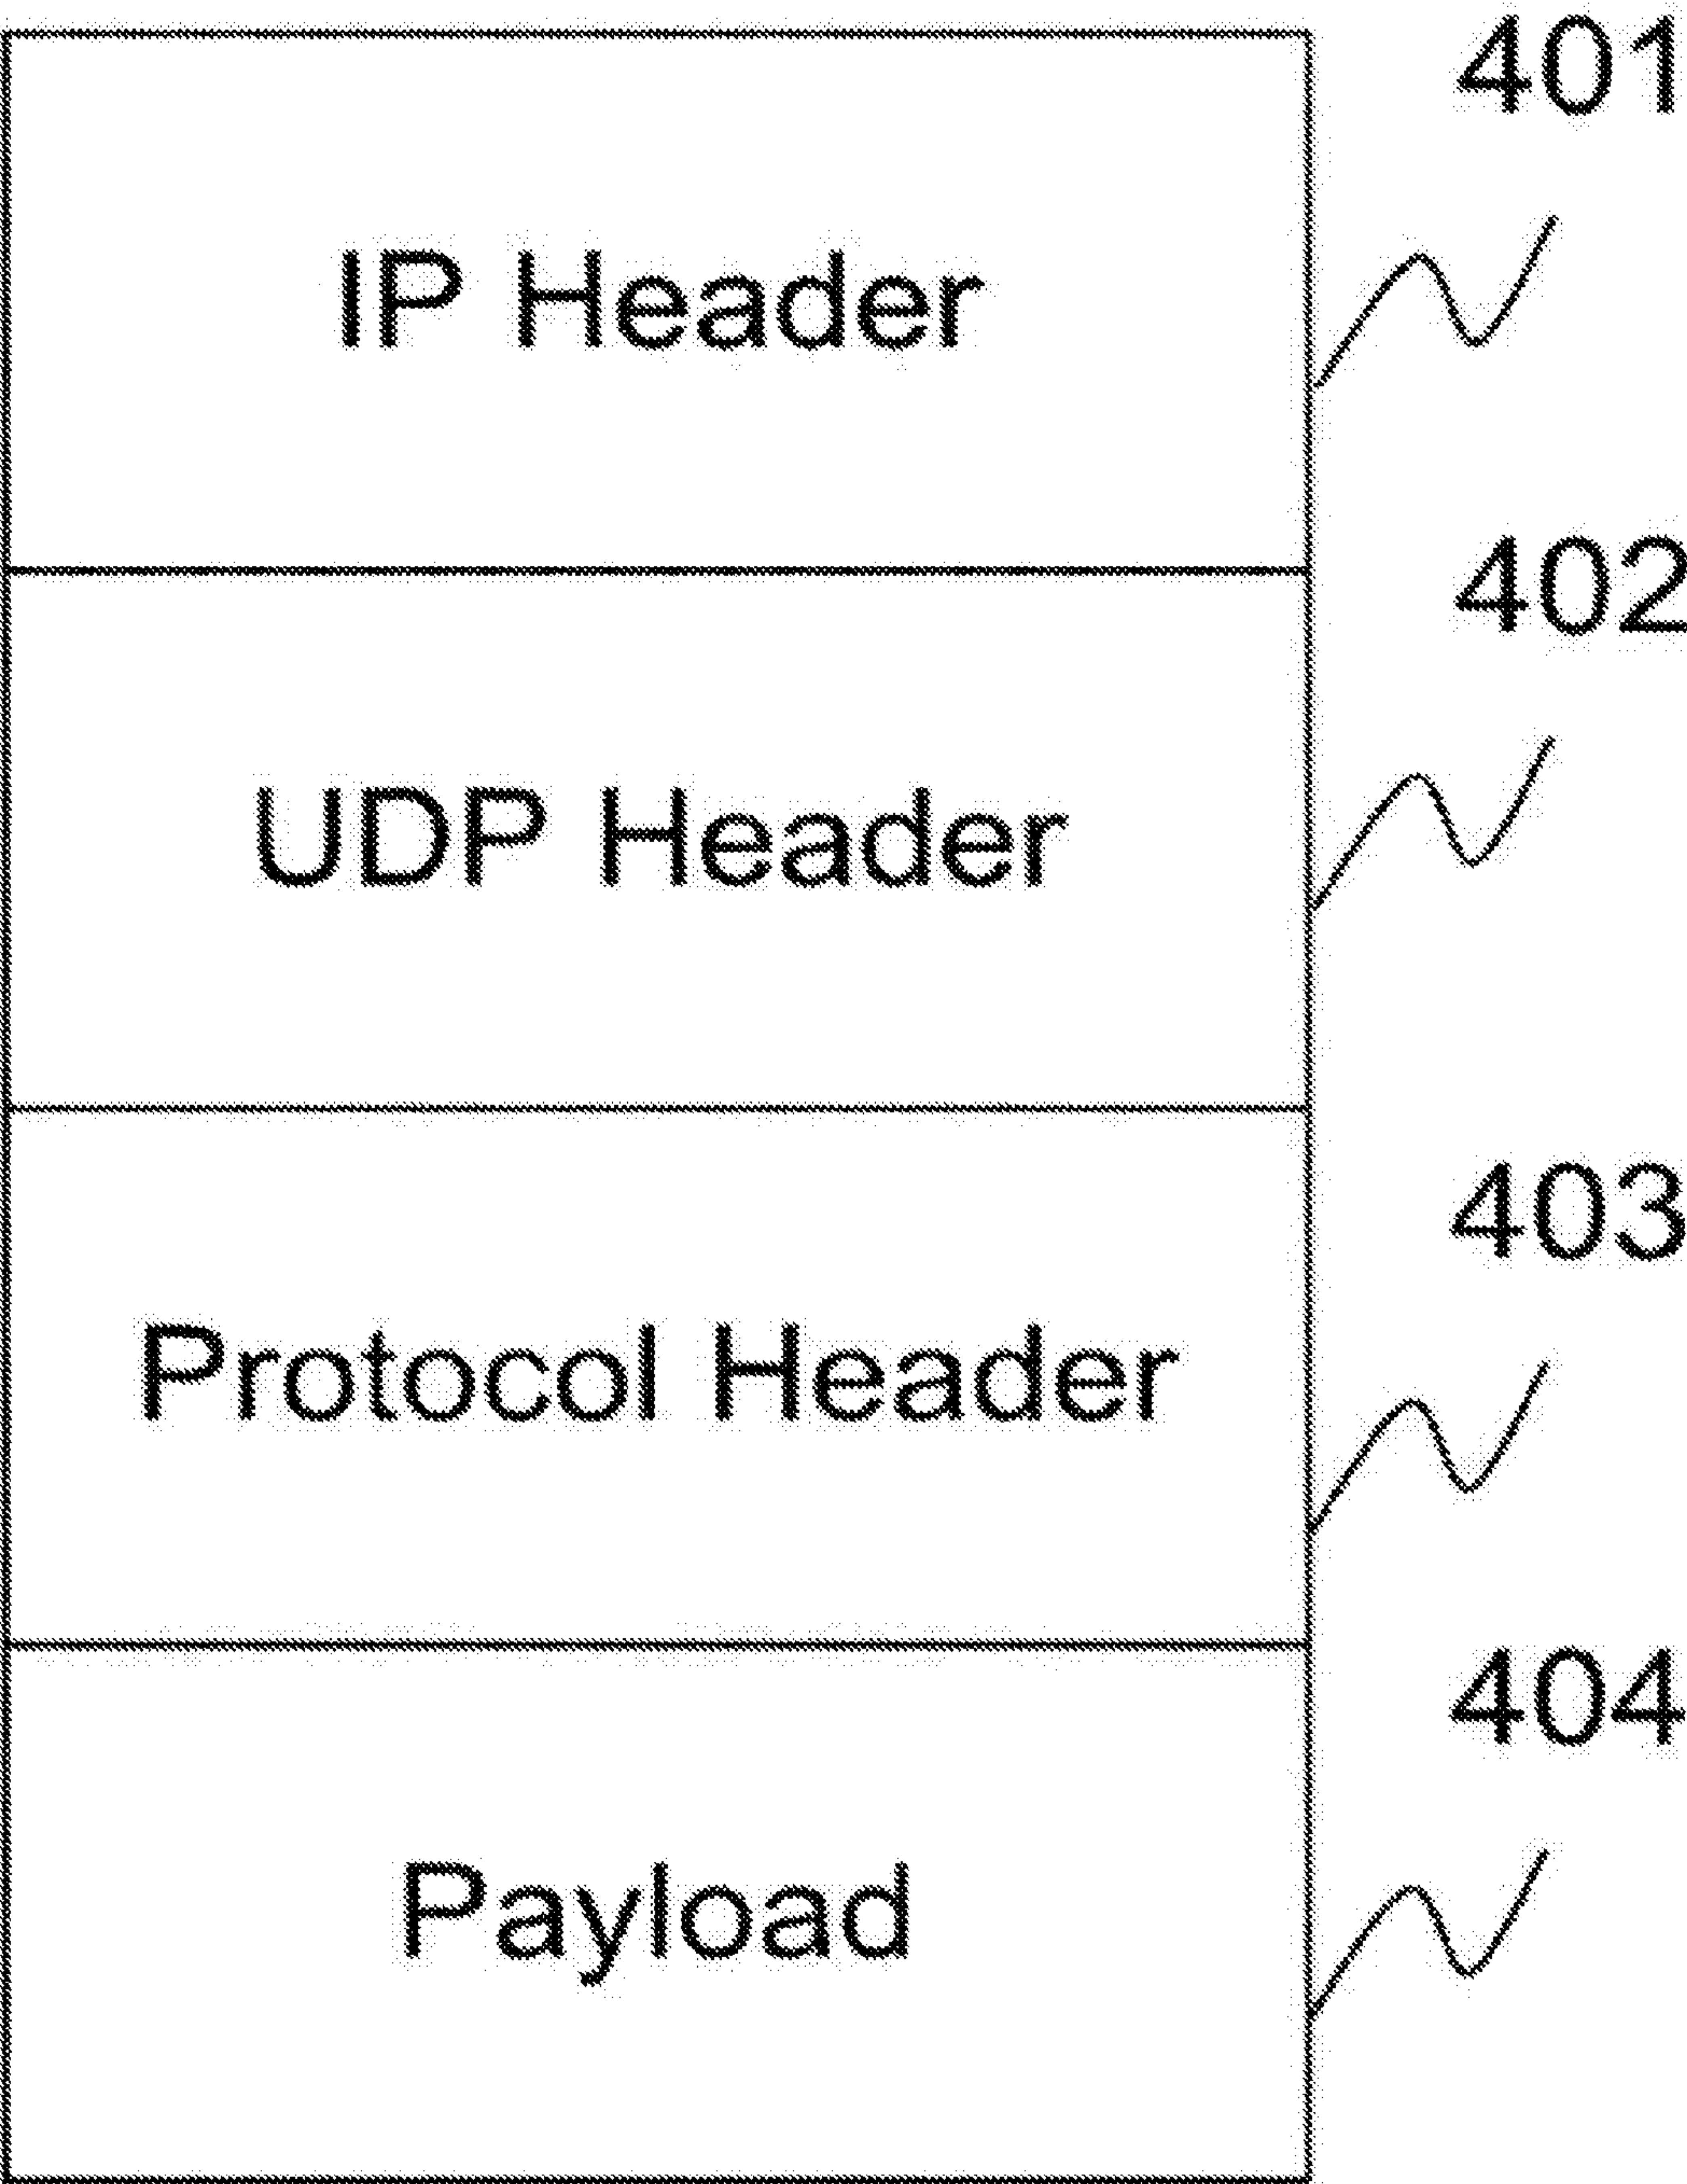 401
IP Header
402
UDP Header
403
Protocol Header
404
Payload